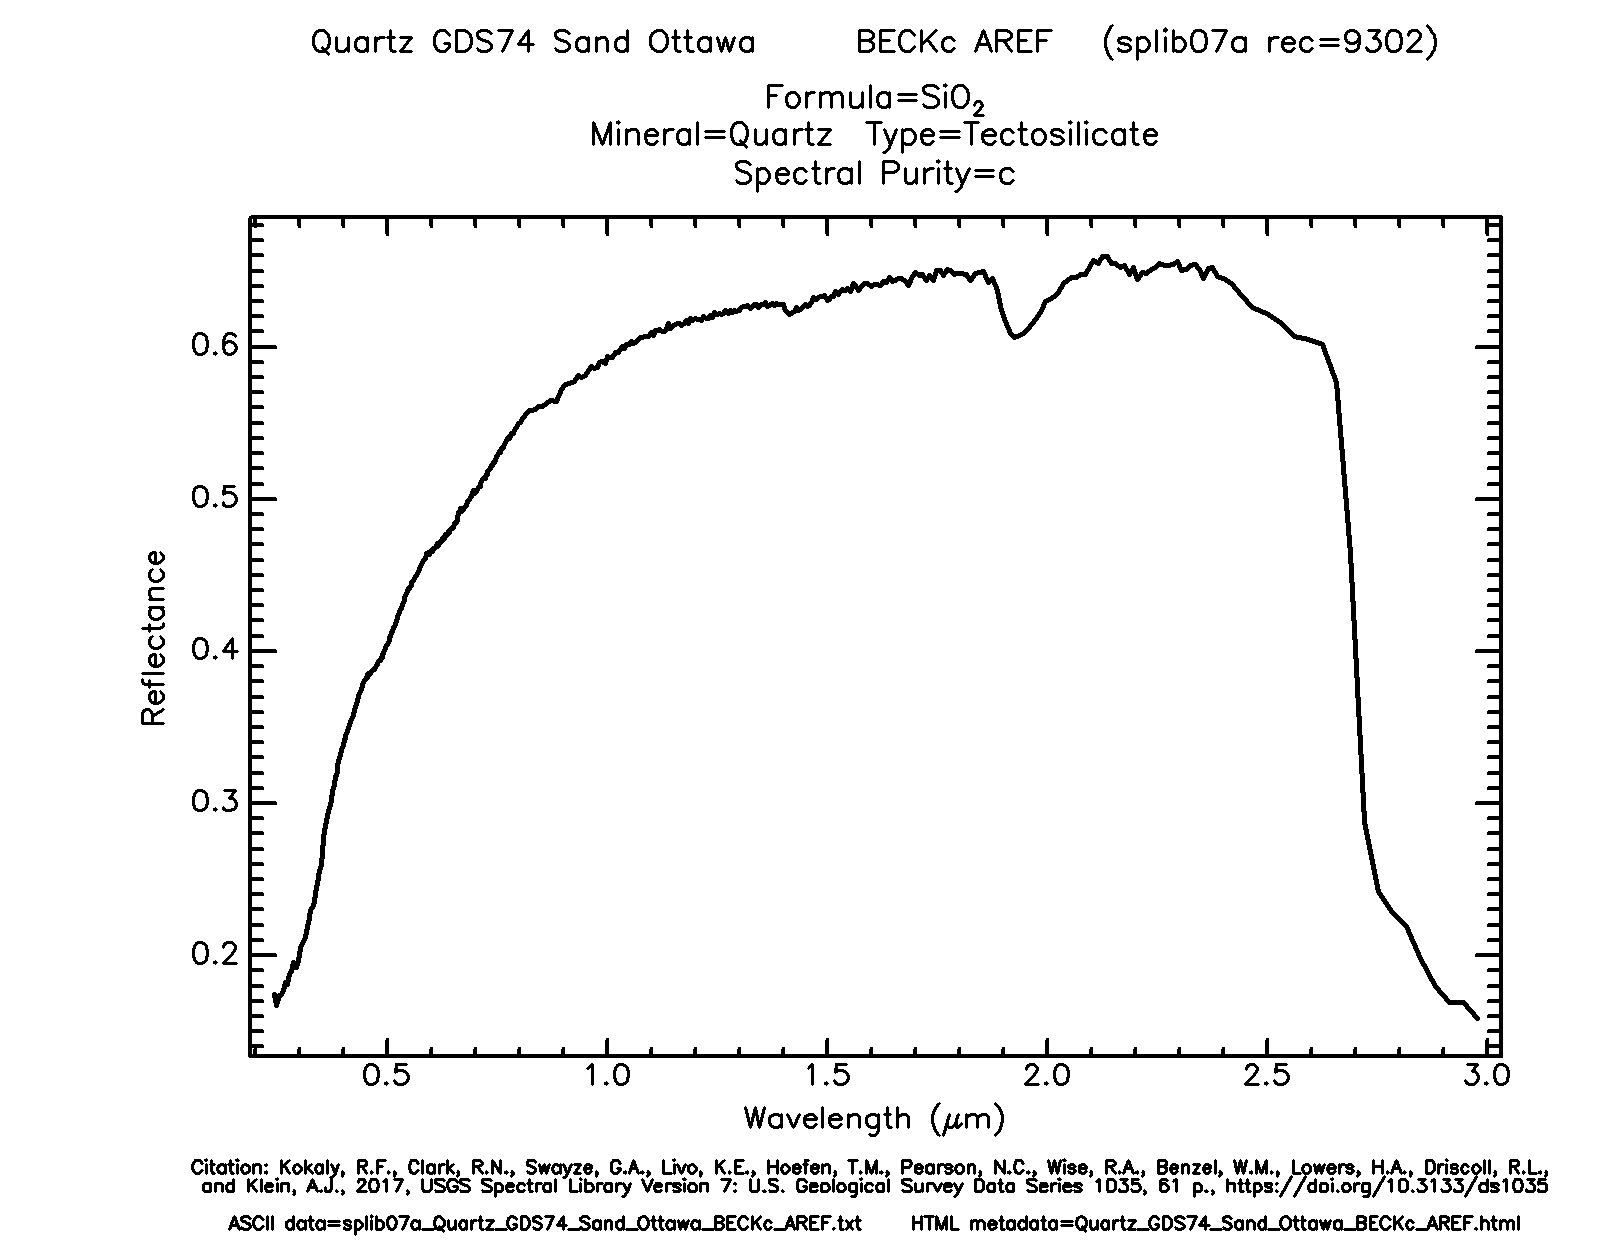 Quartz GDS74 Sand Ottawa BECKc AREF (splib07a rec=9302)
Formula=SiO₂
Mineral=Quartz Type=Tectosilicate
Spectral Purity=c
0.6
0.5
0.4
0.3
0.2
Reflectance
0.5 1.0 1.5 2.0 2.5 3.0
Wavelength (μm)
Citation: Kokaly, R.F., Clark, R.N., Swayze, G.A., Livo, K.E., Hoefen, T.M., Pearson, N.C., Wise, R.A., Benzel, W.M., Lowers, H.A., Driscoll, R.L.,
and Klein, A.J., 2017, USGS Spectral Library Version 7: U.S. Geological Survey Data Series 1035, 61 p., https://doi.org/10.3133/ds1035
ASCII data=splib07a_Quartz_GDS74_Sand_Ottawa_BECKc_AREF.txt HTML metadata=Quartz_GDS74_Sand_Ottawa_BECKc_AREF.html